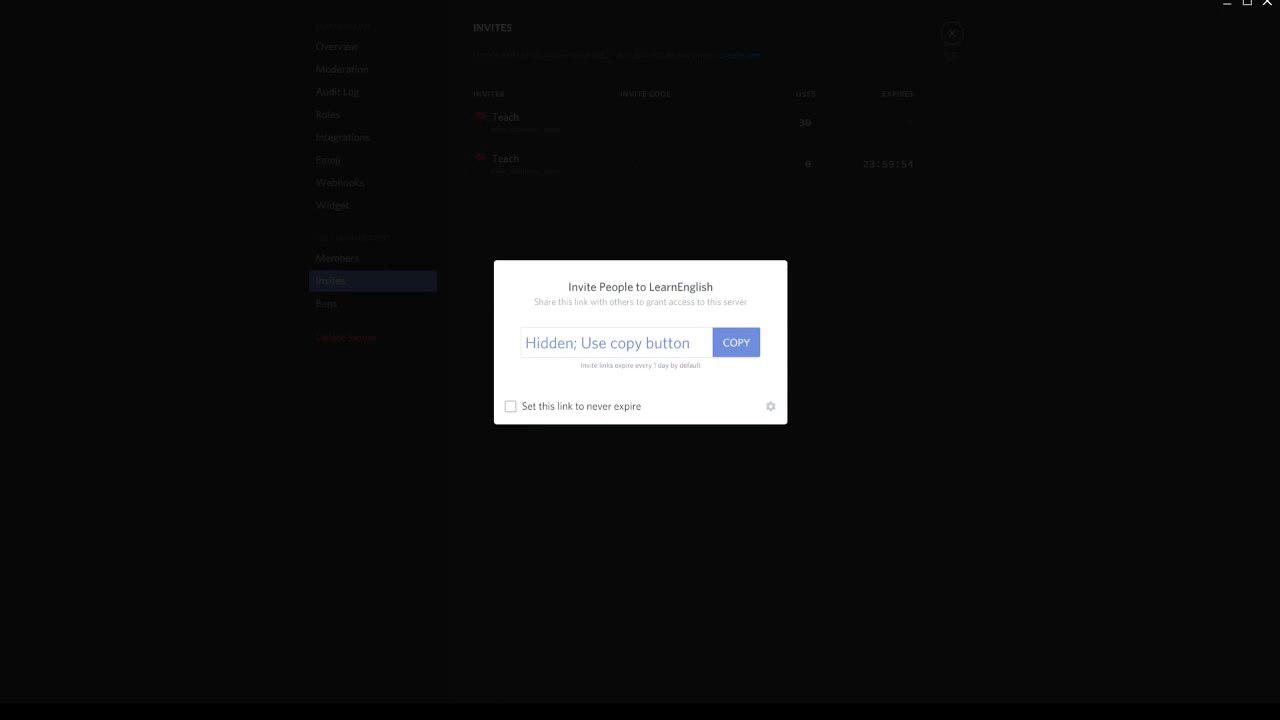 INVITES
Overview
Moderation
create one
Audit Log
INVITER INVITE CODE USES EXPIRES
Roles
Teach
30
Integrations
Emoji
Teach
0 23:59:54
Webhooks
Widget
Members
Invites
Bans
Delete Server
Invite People to LearnEnglish
Share this link with others to grant access to this server
Hidden; Use copy button COPY
Invite links expire every 1 day by default
Set this link to never expire